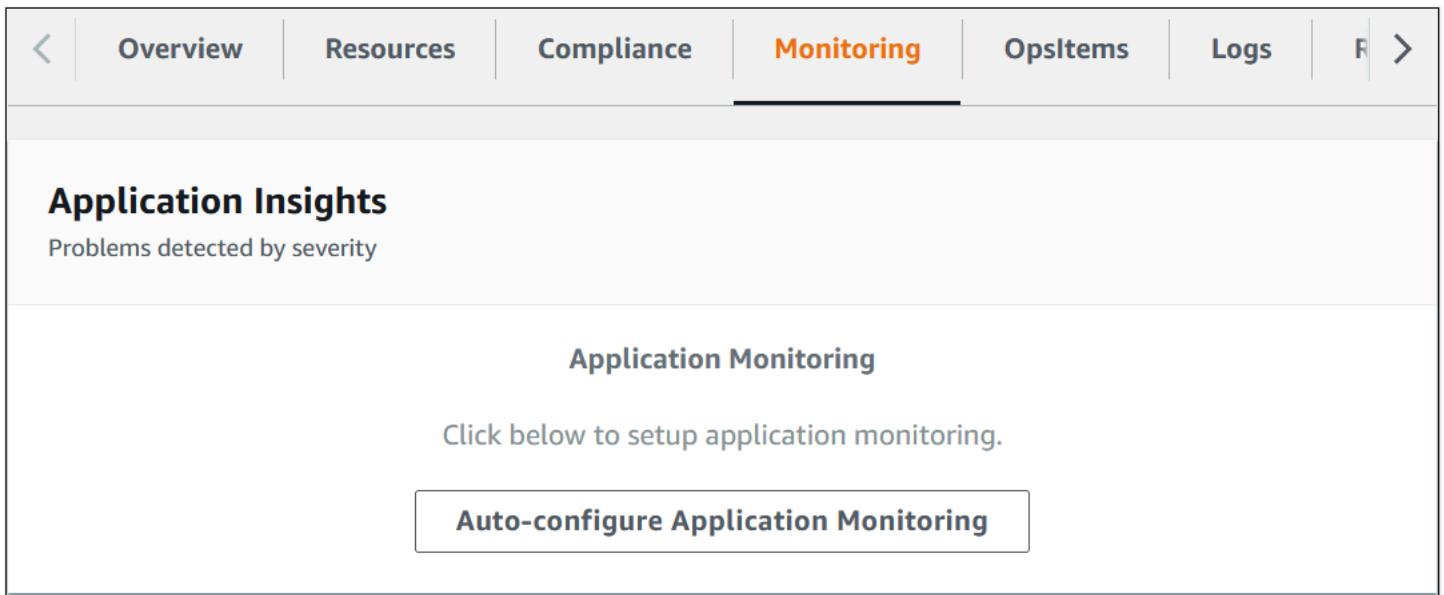 Overview Resources Compliance Monitoring OpsItems Logs
Application Insights
Problems detected by severity
Application Monitoring
Click below to setup application monitoring.
Auto-configure Application Monitoring